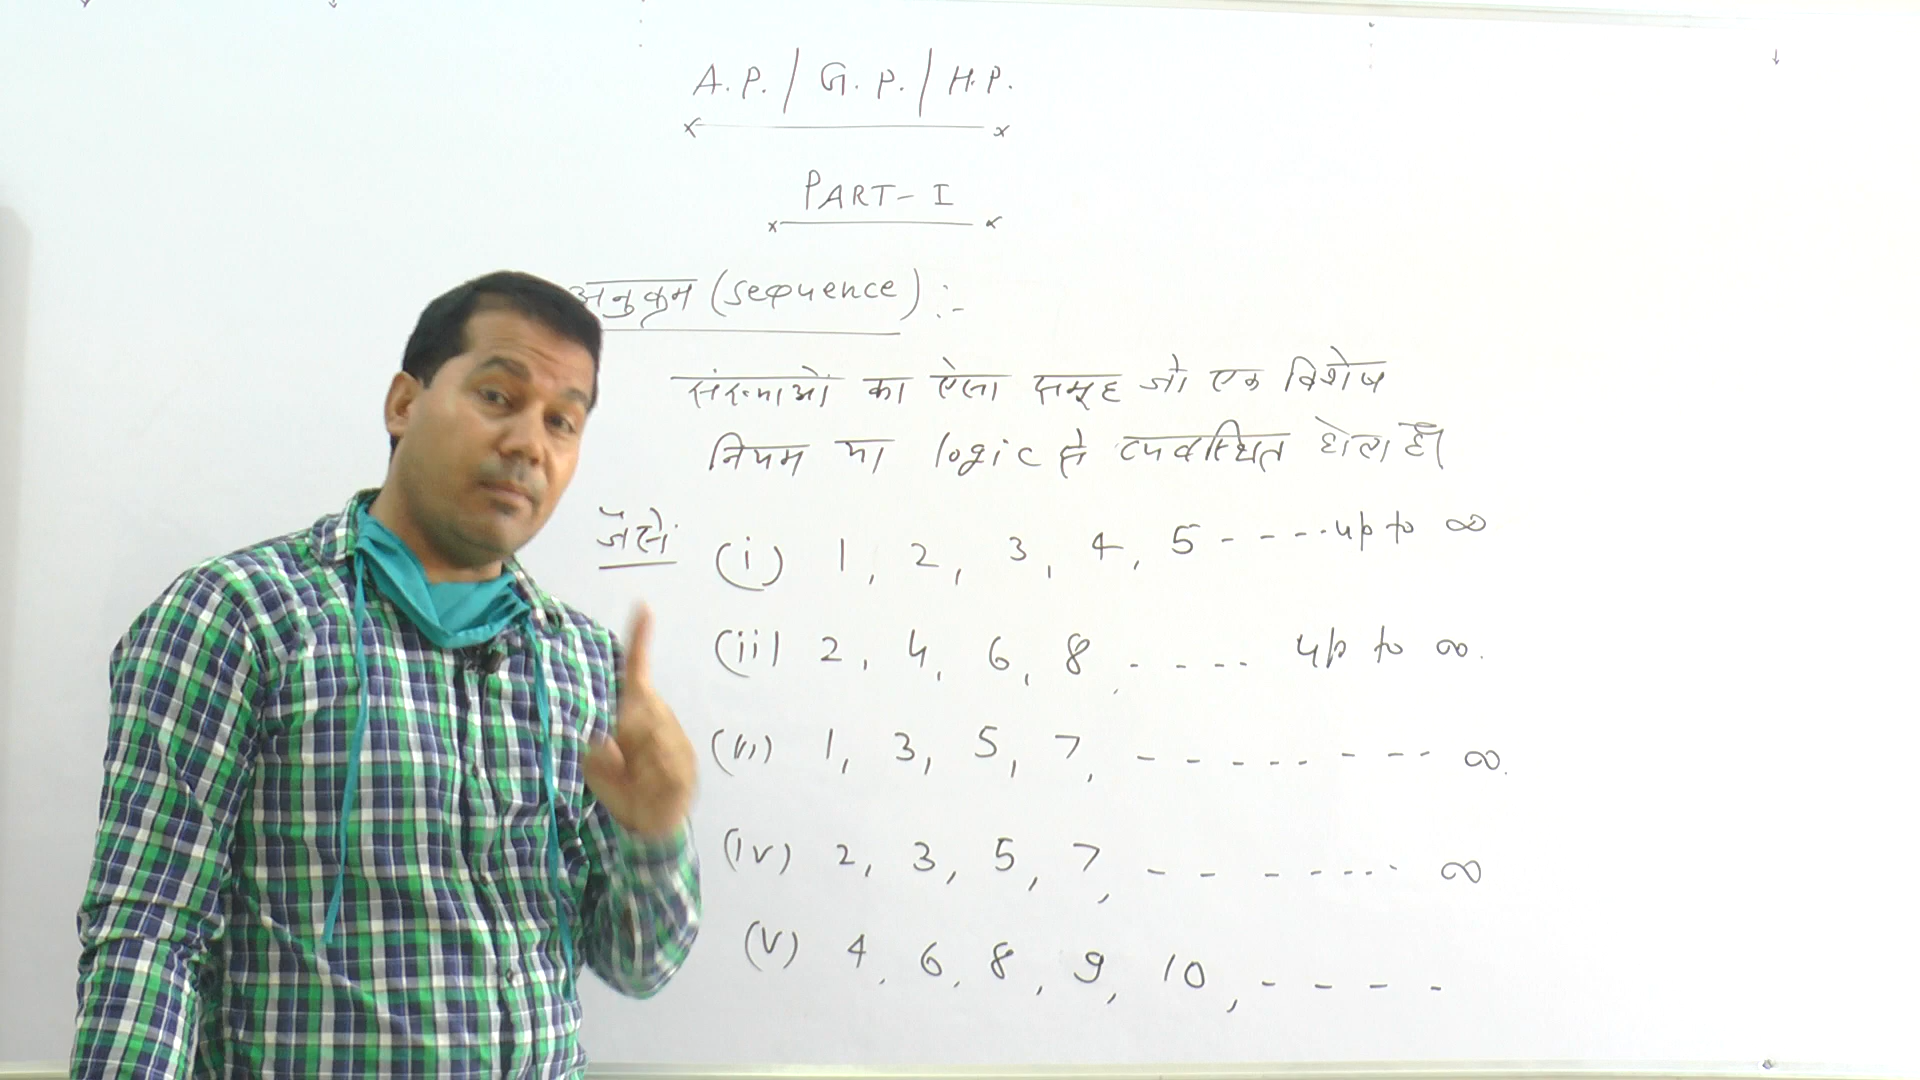 A.P. / G.P. / H.P.
PART-I
अनुक्रम (sequence) :-
संख्याओं का ऐसा समूह जो एक विशेष
नियम या logic से व्यवस्थित होता है।
जैसे: (i) 1, 2, 3, 4, 5 ----- up to ∞
(ii) 2, 4, 6, 8, ---- up to ∞.
(iii) 1, 3, 5, 7, -------- ∞.
(iv) 2, 3, 5, 7, ------- ∞
(v) 4, 6, 8, 9, 10, ----